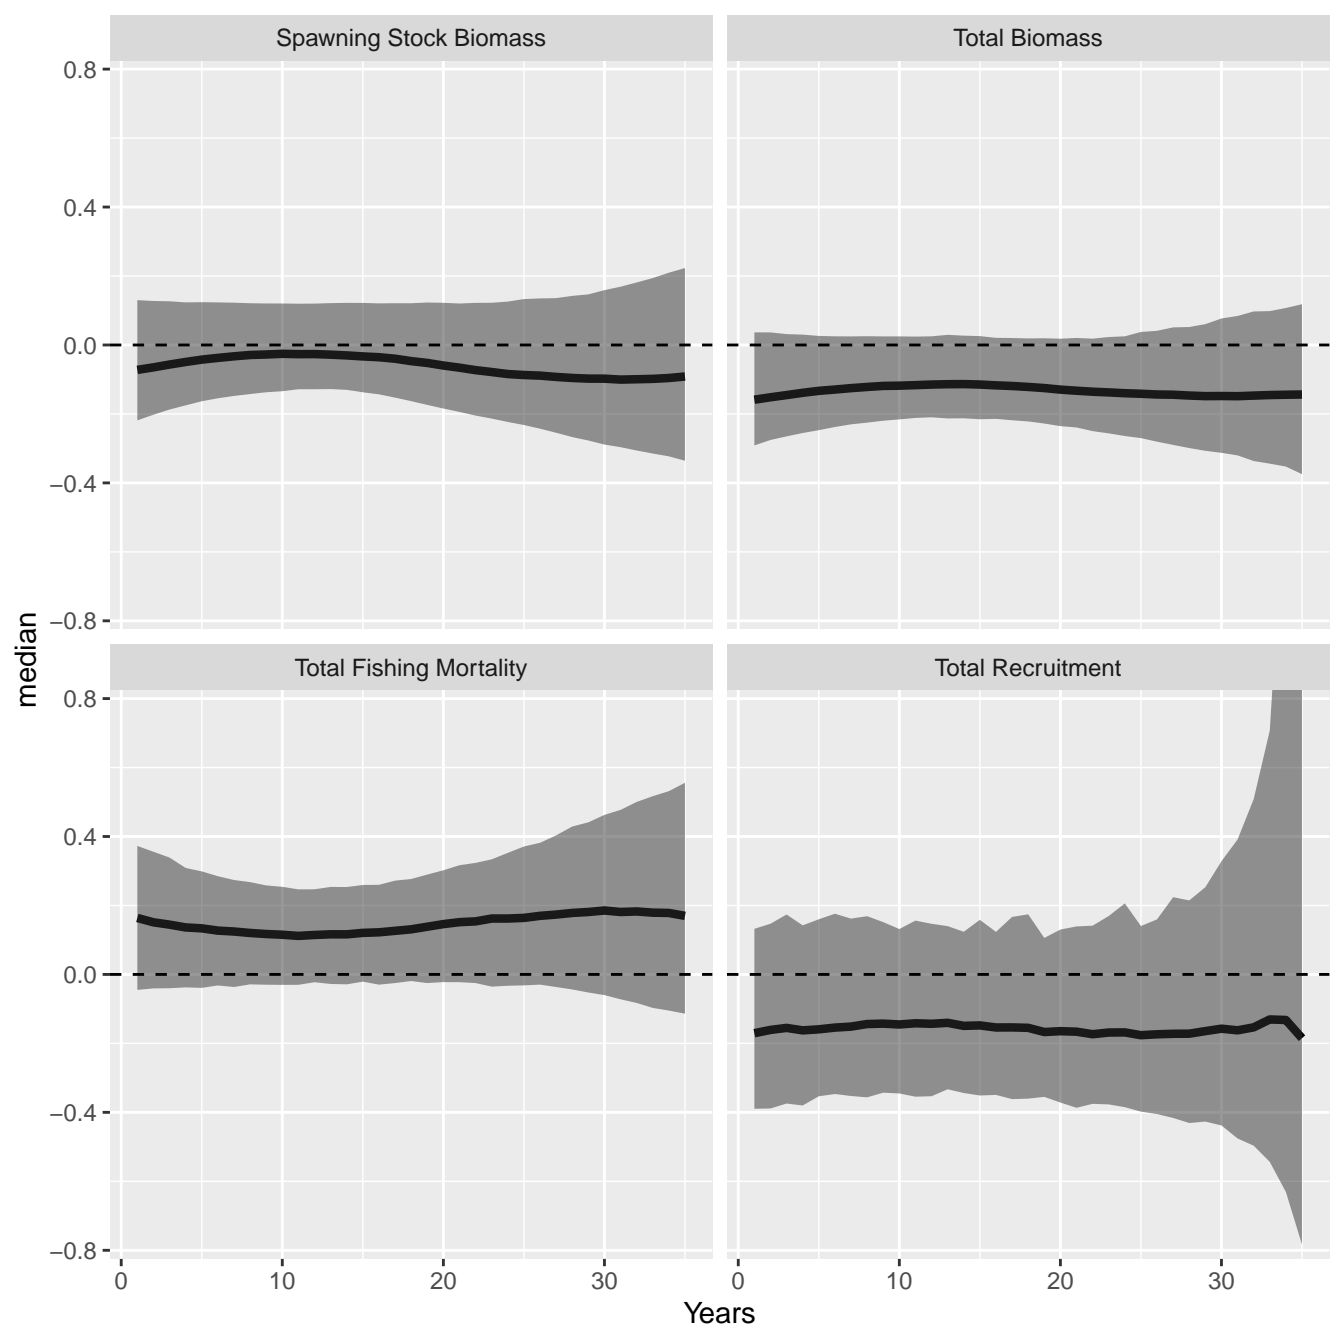 Spawning Stock Biomass
Total Biomass
0.8
0.4
0.0
−0.4
−0.8
median
Total Fishing Mortality
Total Recruitment
0.8
0.4
0.0
−0.4
−0.8
0 10 20 30
0 10 20 30
Years